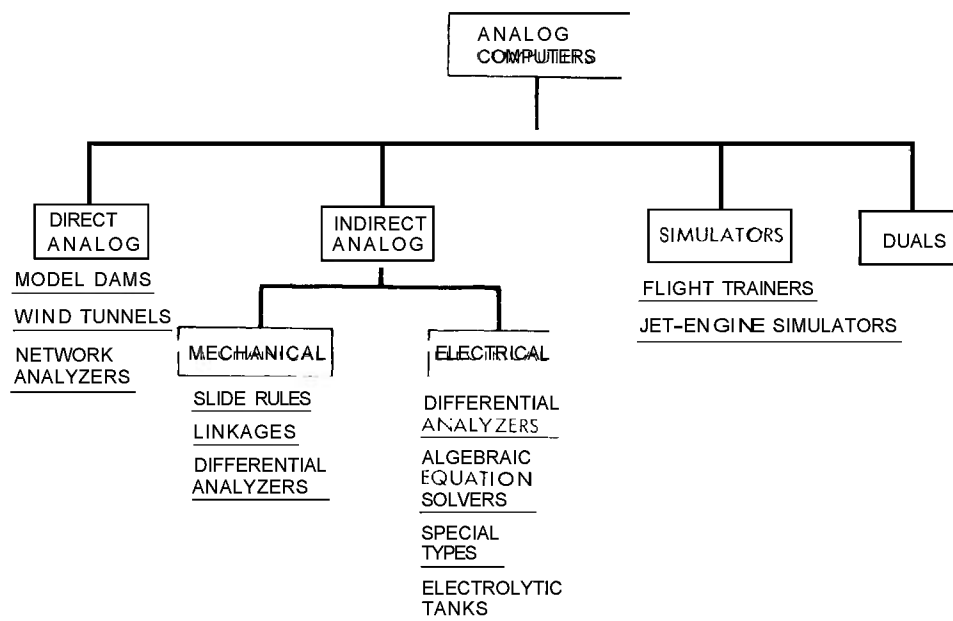 ANALOG
COMPUTERS
DIRECT
ANALOG
MODEL DAMS
WIND TUNNELS
NETWORK
ANALYZERS
INDIRECT
ANALOG
MECHANICAL
SLIDE RULES
LINKAGES
DIFFERENTIAL
ANALYZERS
ELECTRICAL
DIFFERENTIAL
ANALYZERS
ALGEBRAIC
EQUATION
SOLVERS
SPECIAL
TYPES
ELECTROLYTIC
TANKS
SIMULATORS
FLIGHT TRAINERS
JET-ENGINE SIMULATORS
DUALS